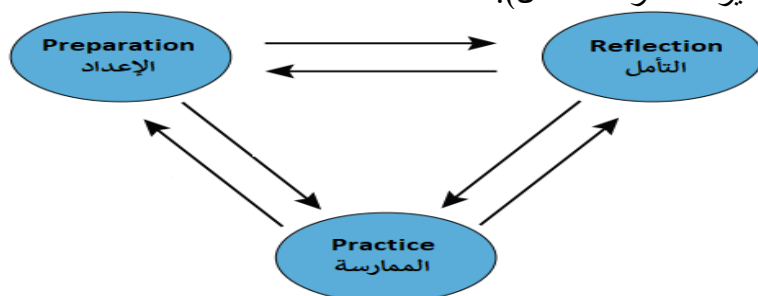 Preparation
الإعداد
Reflection
التأمل
Practice
الممارسة